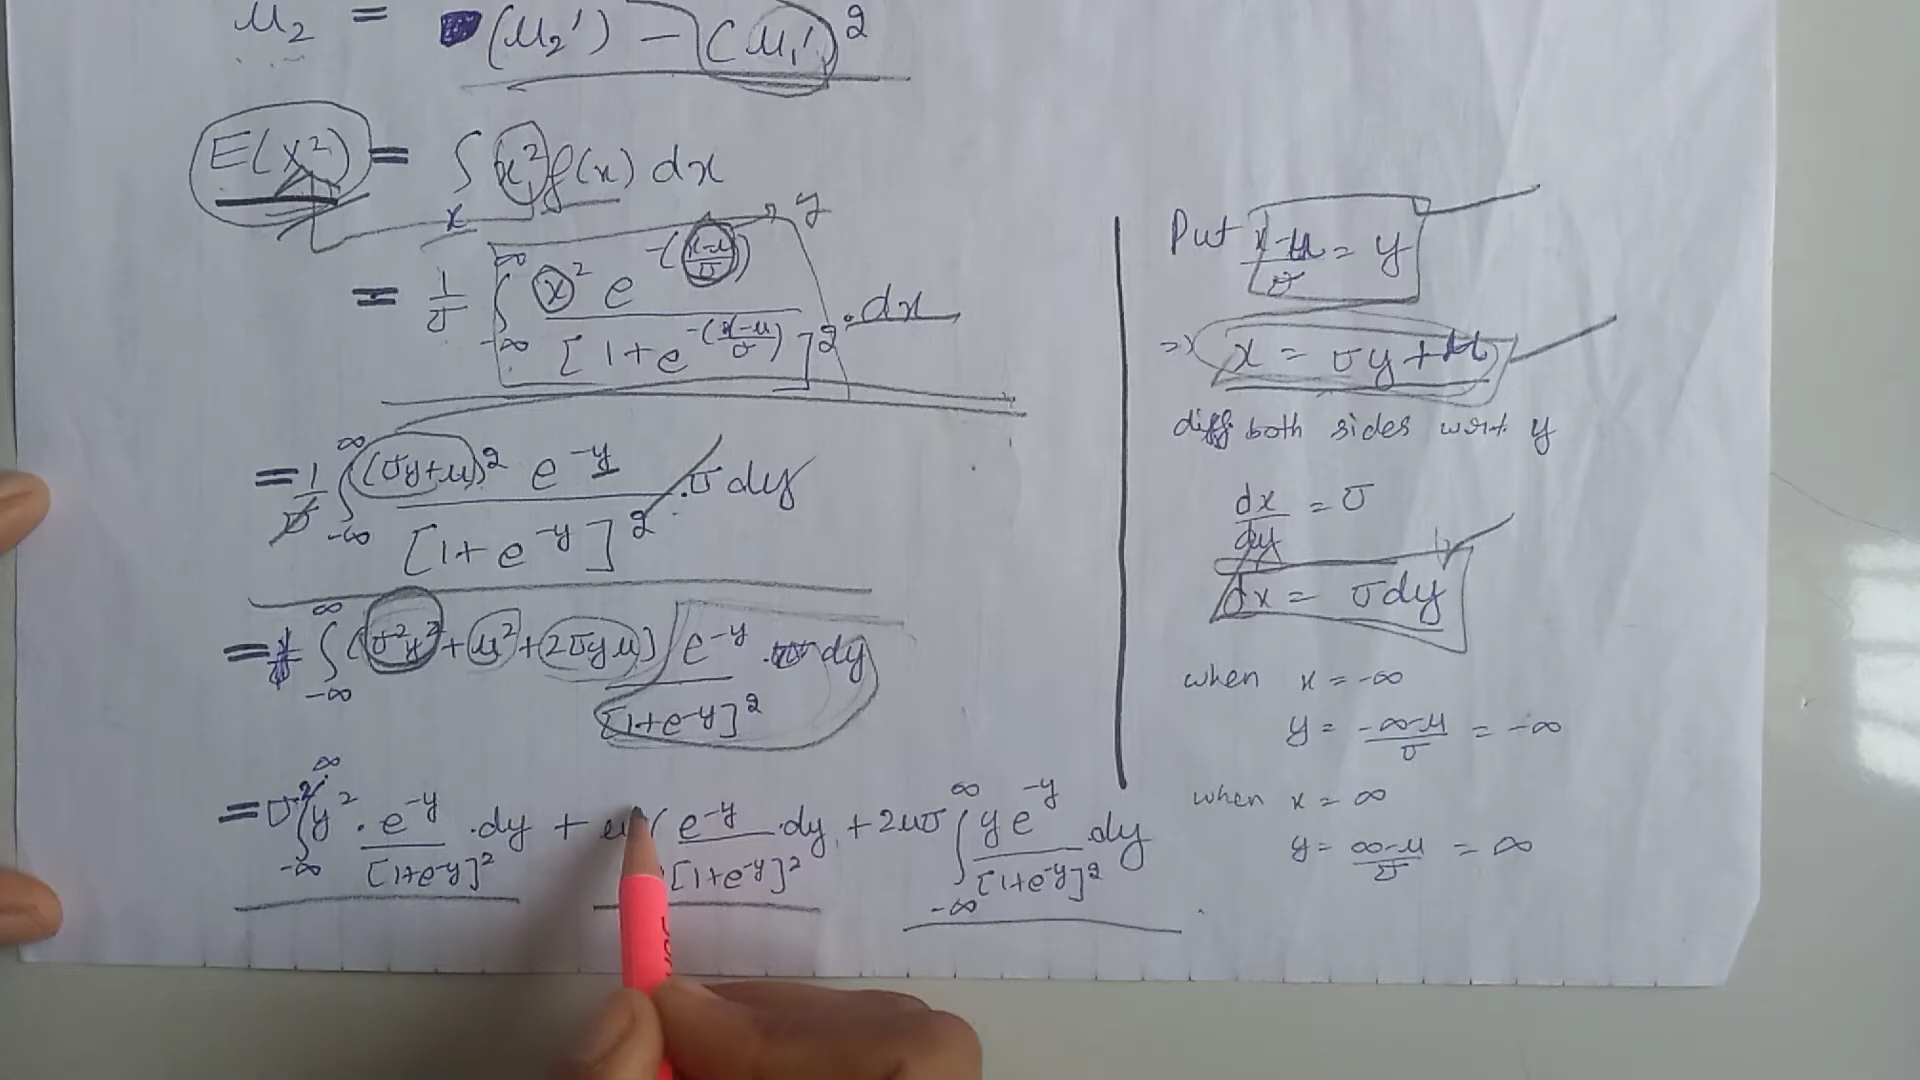 μ₂ = (μ₂′) − (μ₁′)²
E(x²) = ∫ x² f(x) dx
x
y
= 1/σ ∫_{-∞}^{∞} x² e^{-((x-μ)/σ)} / [1+e^{-((x-μ)/σ)}]² . dx
= 1/σ ∫_{-∞}^{∞} (σy+μ)² e^{-y} / [1+e^{-y}]² . σ dy
= ∫_{-∞}^{∞} (σ²y²+μ²+2σyμ) e^{-y} / [1+e^{-y}]² . dy
= σ² ∫_{-∞}^{∞} y² . e^{-y} / [1+e^{-y}]² . dy + e^{-y} / [1+e^{-y}]² . dy + 2μσ ∫_{-∞}^{∞} y e^{-y} / [1+e^{-y}]² dy
Put (x-μ)/σ = y
=> x = σy+μ
diff both sides w.r.t y
dx/dy = σ
dx = σdy
when x = -∞
y = (-∞-μ)/σ = -∞
when x = ∞
y = (∞-μ)/σ = ∞